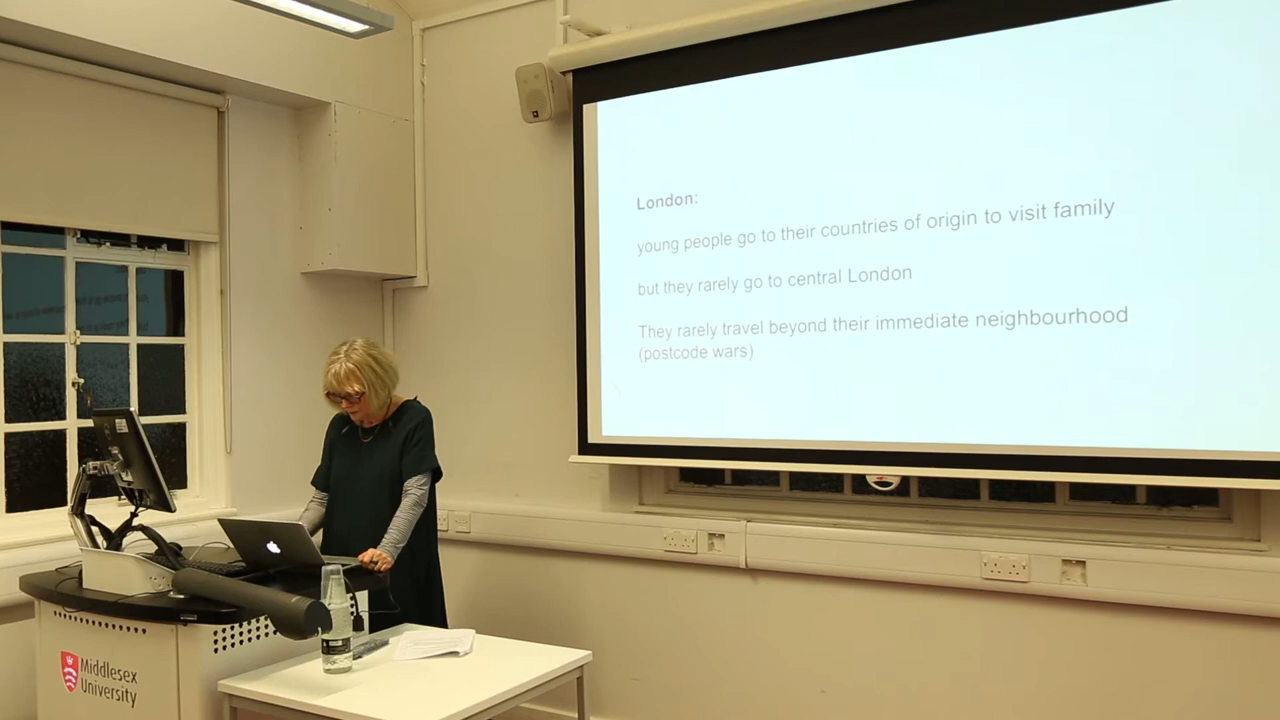 London:
young people go to their countries of origin to visit family
but they rarely go to central London
They rarely travel beyond their immediate neighbourhood
(postcode wars)
Middlesex
University